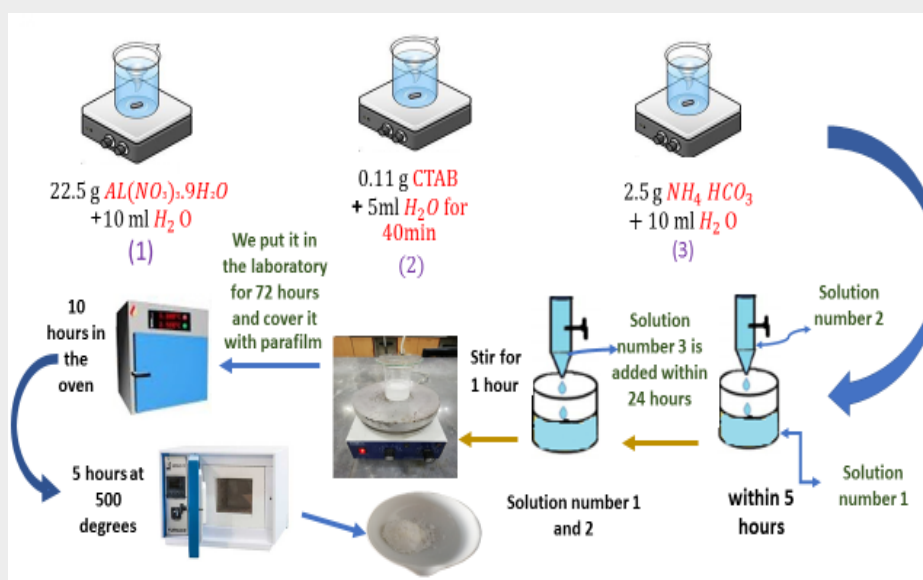 22.5 g AL(NO₃)₃.9H₂O
+10 ml H₂ O
(1)
0.11 g CTAB
+ 5ml H₂O for
40min
(2)
2.5 g NH₄ HCO₃
+ 10 ml H₂ O
(3)
We put it in
the laboratory
for 72 hours
and cover it
with parafilm
10
hours in
the
oven
Stir for
1 hour
Solution
number 3 is
added within
24 hours
Solution
number 2
5 hours at
500
degrees
Solution number 1
and 2
within 5
hours
Solution
number 1